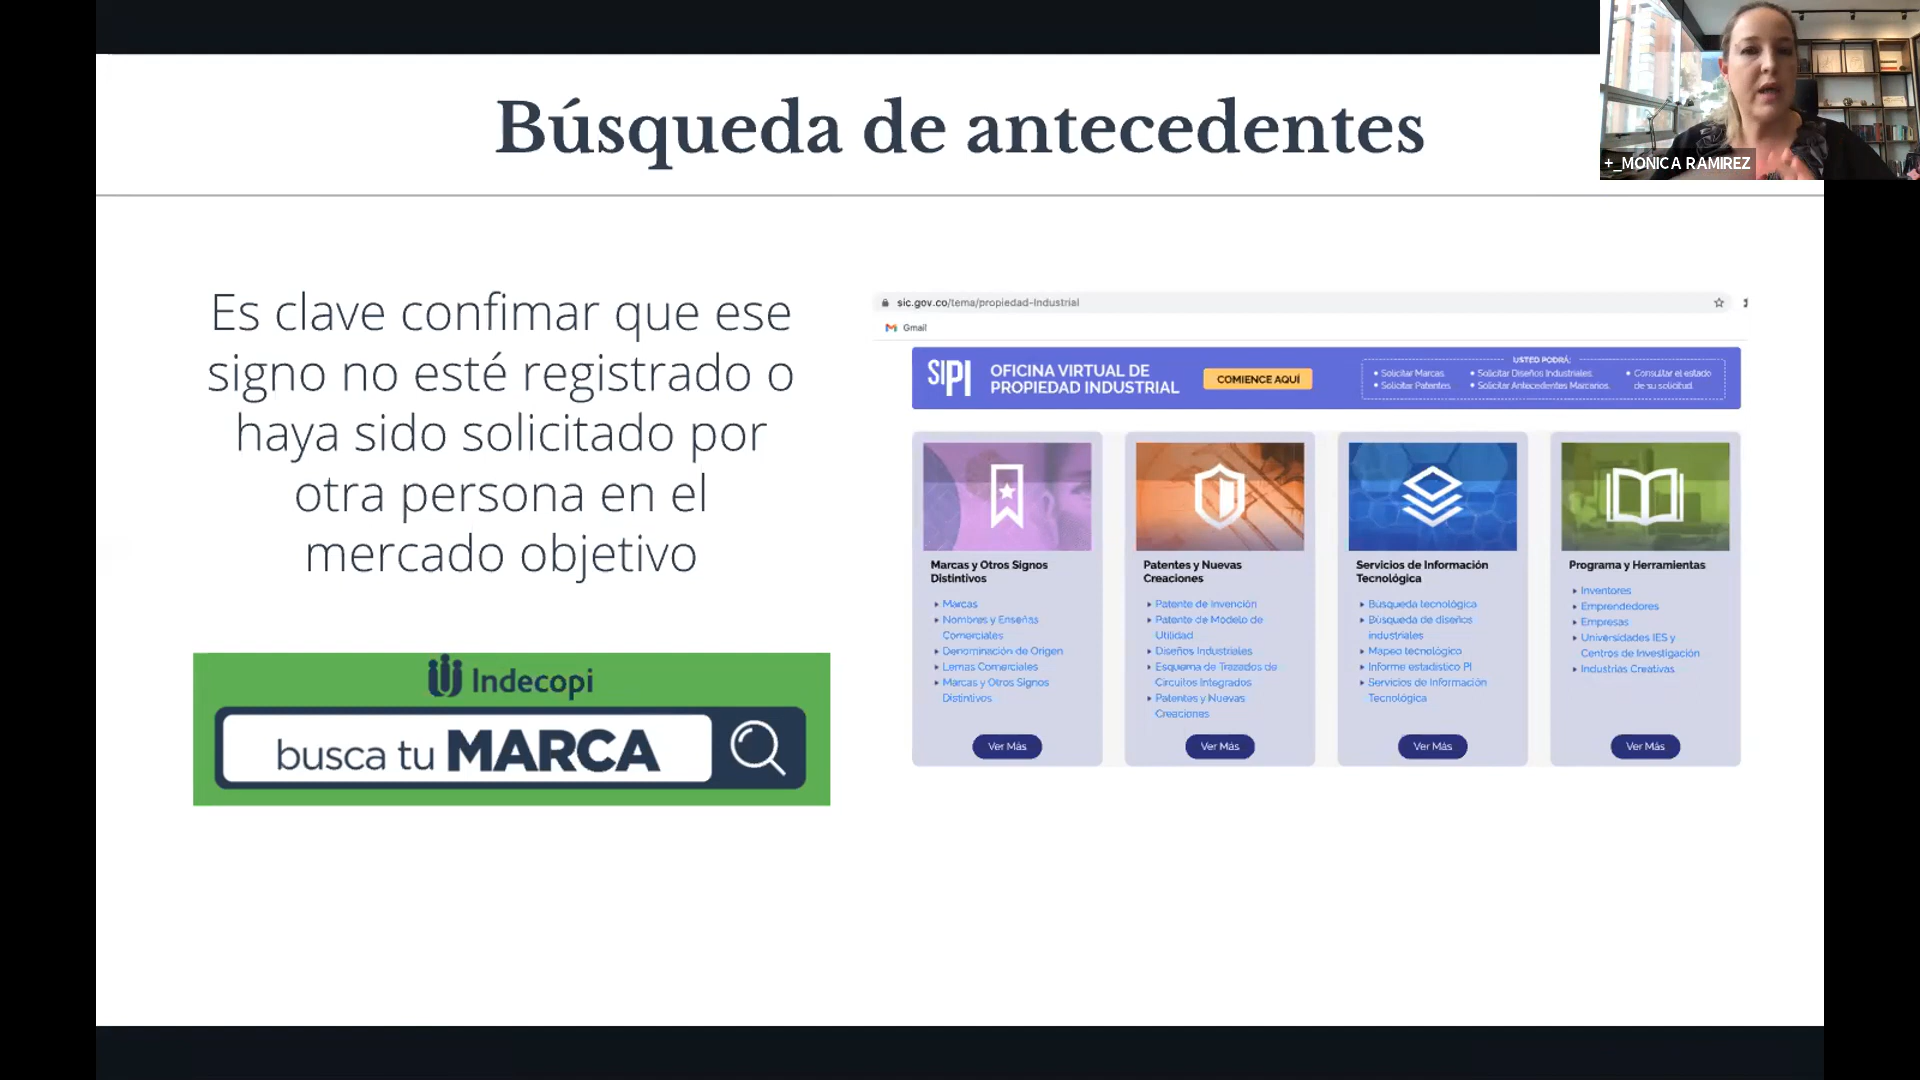 Búsqueda de antecedentes
+_MONICA RAMIREZ
Es clave confimar que ese
signo no esté registrado o
haya sido solicitado por
otra persona en el
mercado objetivo
Indecopi
busca tu MARCA
sic.gov.co/tema/propiedad-industrial
Gmail
SIPI
OFICINA VIRTUAL DE
PROPIEDAD INDUSTRIAL
COMIENCE AQUÍ
USTED PODRÁ:
Solicitar Marcas.
Solicitar Patentes.
Solicitar Diseños Industriales.
Solicitar Antecedentes Marcarios.
Consultar el estado
de su solicitud.
Marcas y Otros Signos
Distintivos
Marcas
Nombres y Enseñas
Comerciales
Denominación de Origen
Lemas Comerciales
Marcas y Otros Signos
Distintivos
Ver Más
Patentes y Nuevas
Creaciones
Patente de Invención
Patente de Modelo de
Utilidad
Diseños Industriales
Esquema de Trazados de
Circuitos Integrados
Patentes y Nuevas
Creaciones
Ver Más
Servicios de Información
Tecnológica
Búsqueda tecnológica
Búsqueda de diseños
industriales
Mapeo tecnológico
Informe estadístico PI
Servicios de Información
Tecnológica
Ver Más
Programa y Herramientas
Inventores
Emprendedores
Empresas
Universidades IES y
Centros de Investigación
Industrias Creativas
Ver Más